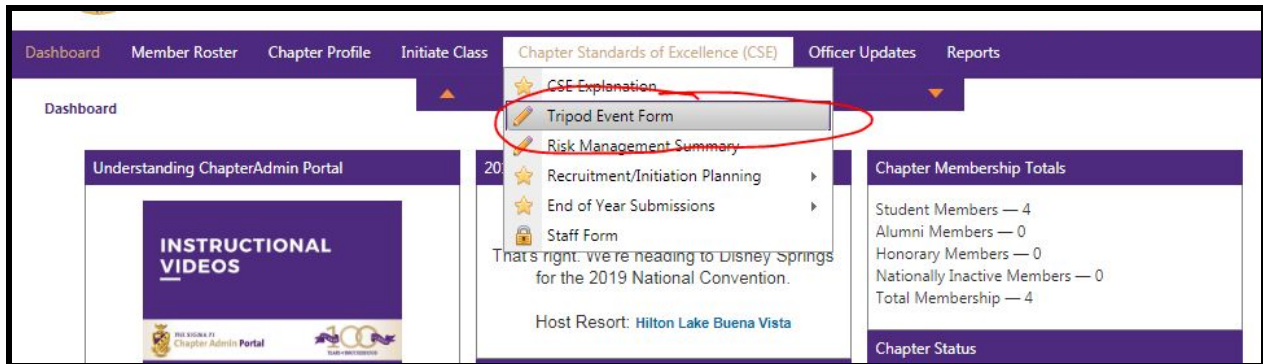 Dashboard Member Roster Chapter Profile Initiate Class Chapter Standards of Excellence (CSE) Officer Updates Reports
Dashboard
CSE Explanation
Tripod Event Form
Risk Management Summary
Recruitment/Initiation Planning
End of Year Submissions
Staff Form
Understanding ChapterAdmin Portal
INSTRUCTIONAL
VIDEOS
PHI SIGMA PI
Chapter Admin Portal
100
20
That's right. We're heading to Disney Springs
for the 2019 National Convention.
Host Resort: Hilton Lake Buena Vista
Chapter Membership Totals
Student Members — 4
Alumni Members — 0
Honorary Members — 0
Nationally Inactive Members — 0
Total Membership — 4
Chapter Status